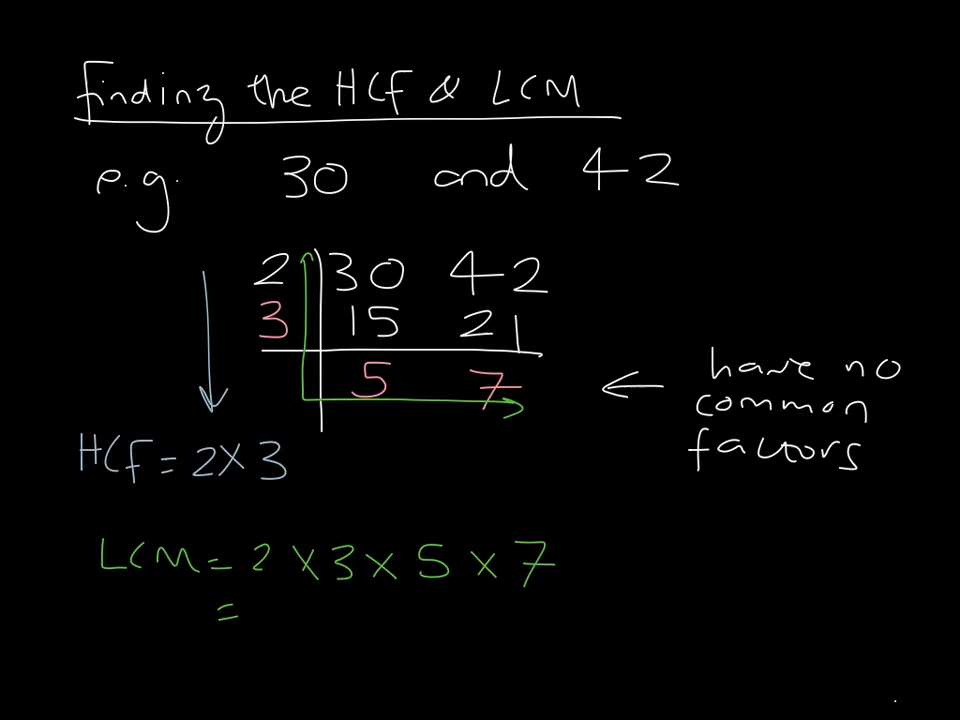 Finding the HCF & LCM
e.g. 30 and 42
2 30 42
3 15 21
5 7 ← have no
common
factors
HCF = 2 × 3
LCM = 2 × 3 × 5 × 7
=